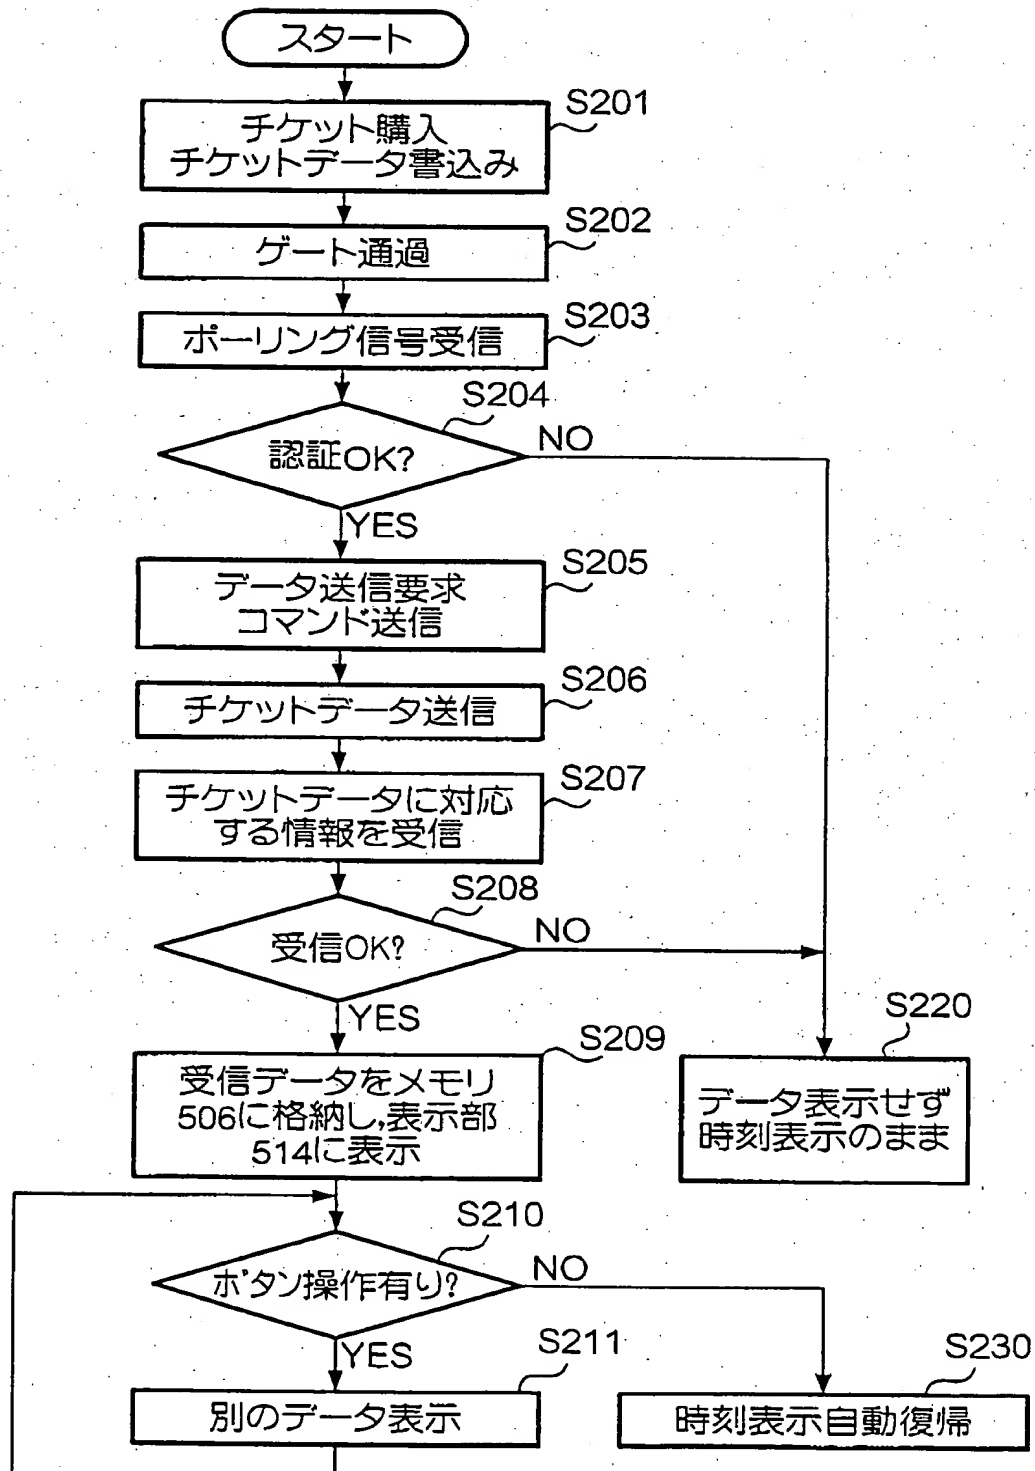 スタート
S201
チケット購入
チケットデータ書込み
S202
ゲート通過
S203
ポーリング信号受信
S204
認証OK?
NO
YES
S205
データ送信要求
コマンド送信
S206
チケットデータ送信
S207
チケットデータに対応
する情報を受信
S208
受信OK?
NO
YES
S209
受信データをメモリ
506に格納し,表示部
514に表示
S220
データ表示せず
時刻表示のまま
S210
ボタン操作有り?
NO
YES
S211
別のデータ表示
S230
時刻表示自動復帰